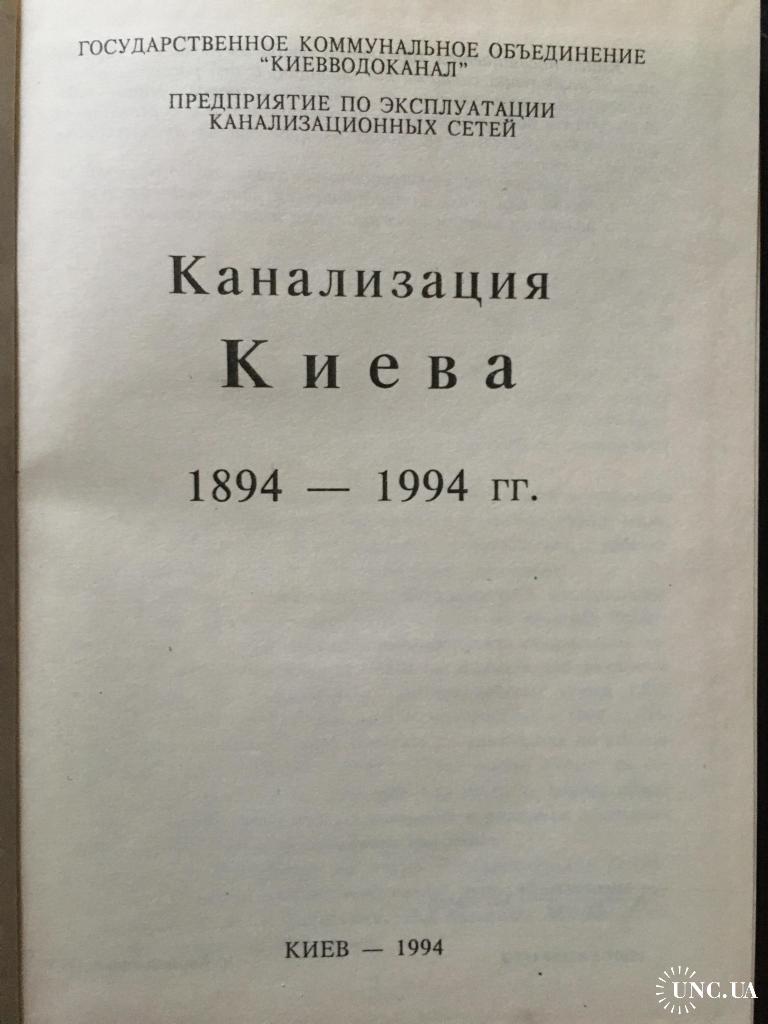 ГОСУДАРСТВЕННОЕ КОММУНАЛЬНОЕ ОБЪЕДИНЕНИЕ
"КИЕВВОДОКАНАЛ"
ПРЕДПРИЯТИЕ ПО ЭКСПЛУАТАЦИИ
КАНАЛИЗАЦИОННЫХ СЕТЕЙ
Канализация
Киева
1894 — 1994 гг.
КИЕВ — 1994
UNC.UA